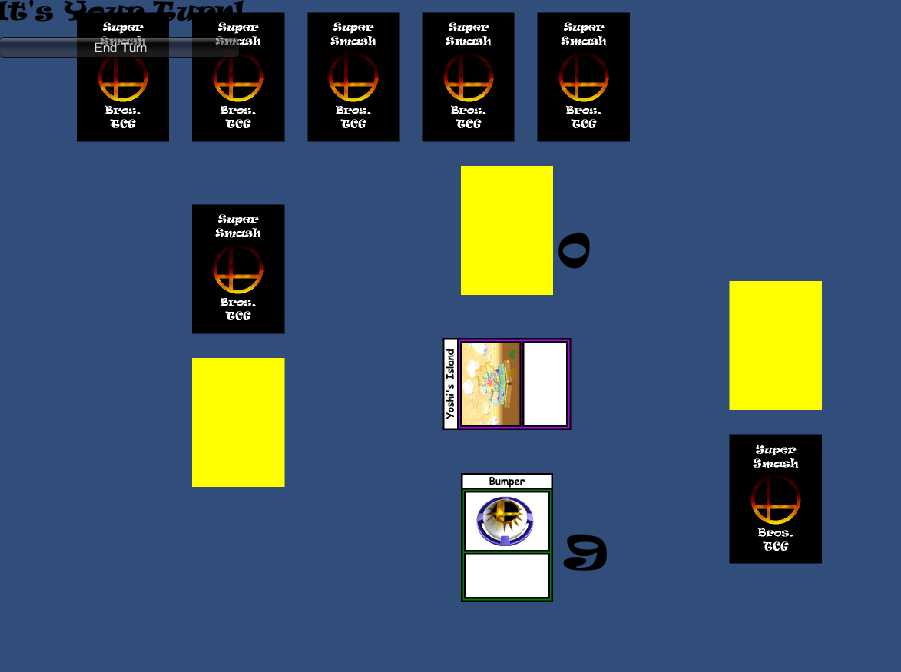 It's Your Turn!
End Turn
Super
Smash
Bros.
TCG
Super
Smash
Bros.
TCG
Super
Smash
Bros.
TCG
Super
Smash
Bros.
TCG
Super
Smash
Bros.
TCG
Super
Smash
Bros.
TCG
0
Yoshi's Island
Super
Smash
Bros.
TCG
Bumper
9